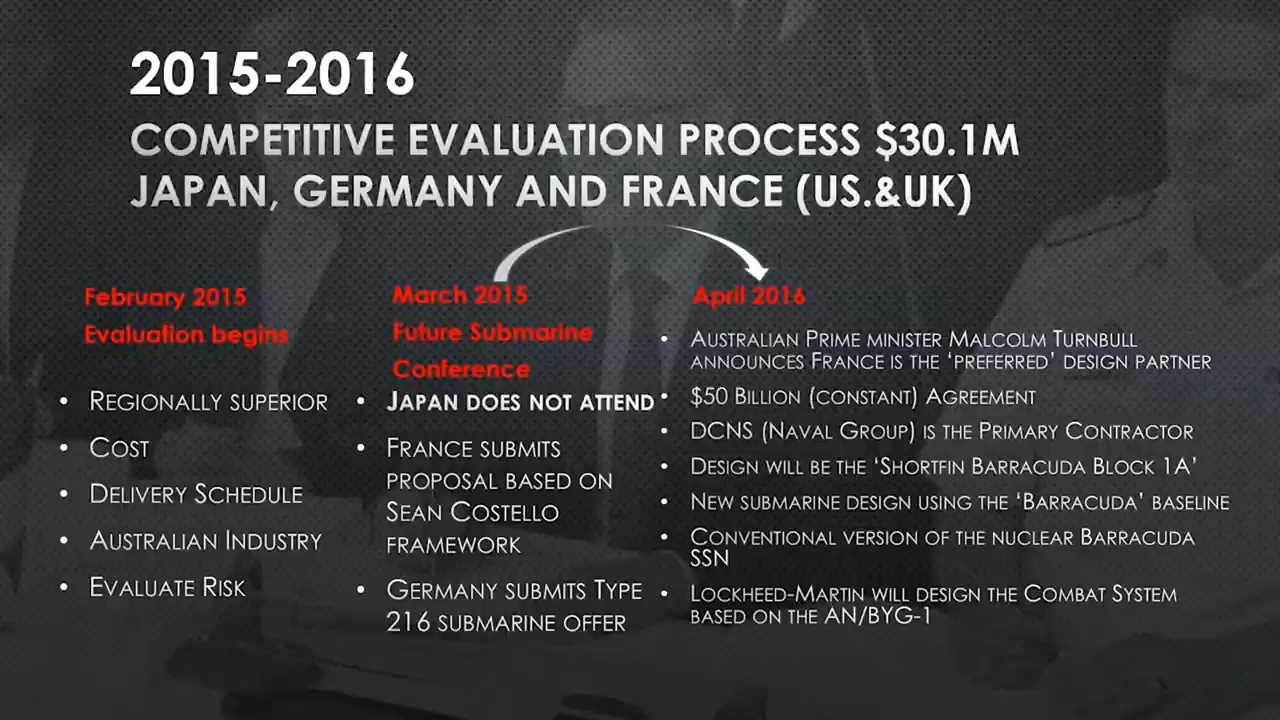 2015-2016
COMPETITIVE EVALUATION PROCESS $30.1M
JAPAN, GERMANY AND FRANCE (US.&UK)
February 2015
Evaluation begins
• REGIONALLY SUPERIOR
• COST
• DELIVERY SCHEDULE
• AUSTRALIAN INDUSTRY
• EVALUATE RISK
March 2015
Future Submarine
Conference
• JAPAN DOES NOT ATTEND
• FRANCE SUBMITS
PROPOSAL BASED ON
SEAN COSTELLO
FRAMEWORK
• GERMANY SUBMITS TYPE
216 SUBMARINE OFFER
April 2016
• AUSTRALIAN PRIME MINISTER MALCOLM TURNBULL
ANNOUNCES FRANCE IS THE ‘PREFERRED’ DESIGN PARTNER
• $50 BILLION (CONSTANT) AGREEMENT
• DCNS (NAVAL GROUP) IS THE PRIMARY CONTRACTOR
• DESIGN WILL BE THE ‘SHORTFIN BARRACUDA BLOCK 1A’
• NEW SUBMARINE DESIGN USING THE ‘BARRACUDA’ BASELINE
• CONVENTIONAL VERSION OF THE NUCLEAR BARRACUDA
SSN
• LOCKHEED-MARTIN WILL DESIGN THE COMBAT SYSTEM
BASED ON THE AN/BYG-1